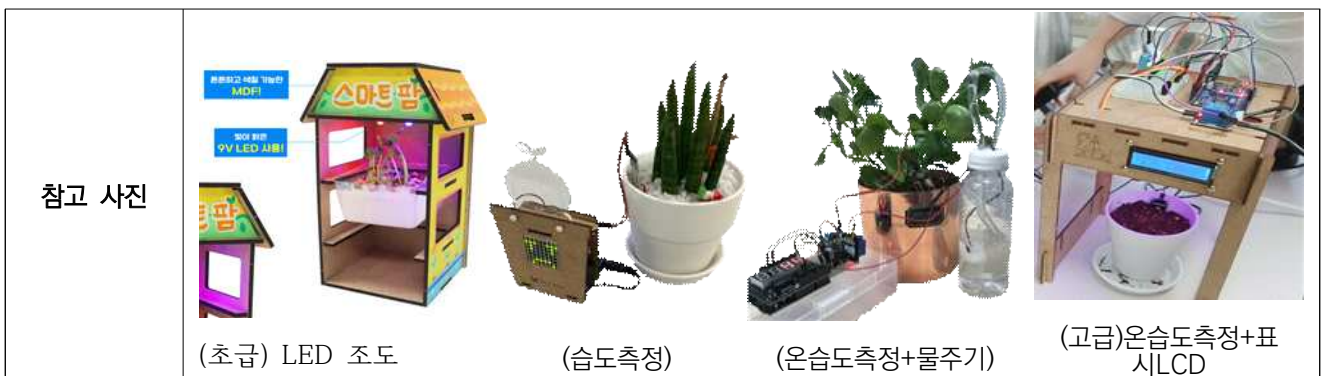 참고 사진
튼튼하고 색칠 가능한
MDF!
빛이 밝은
9V LED 사용!
스마트팜
트팜
(초급) LED 조도
(습도측정)
(온습도측정+물주기)
(고급)온습도측정+표
시LCD